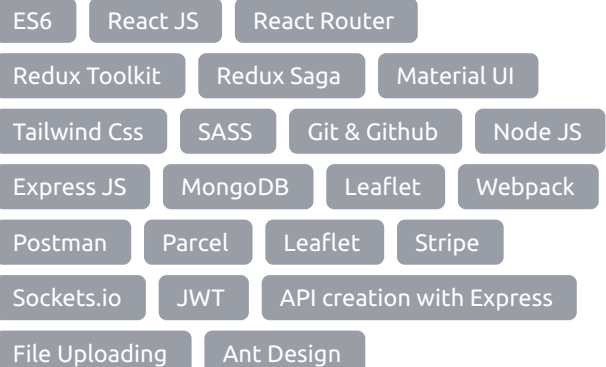 ES6 React JS React Router
Redux Toolkit Redux Saga Material UI
Tailwind Css SASS Git & Github Node JS
Express JS MongoDB Leaflet Webpack
Postman Parcel Leaflet Stripe
Sockets.io JWT API creation with Express
File Uploading Ant Design